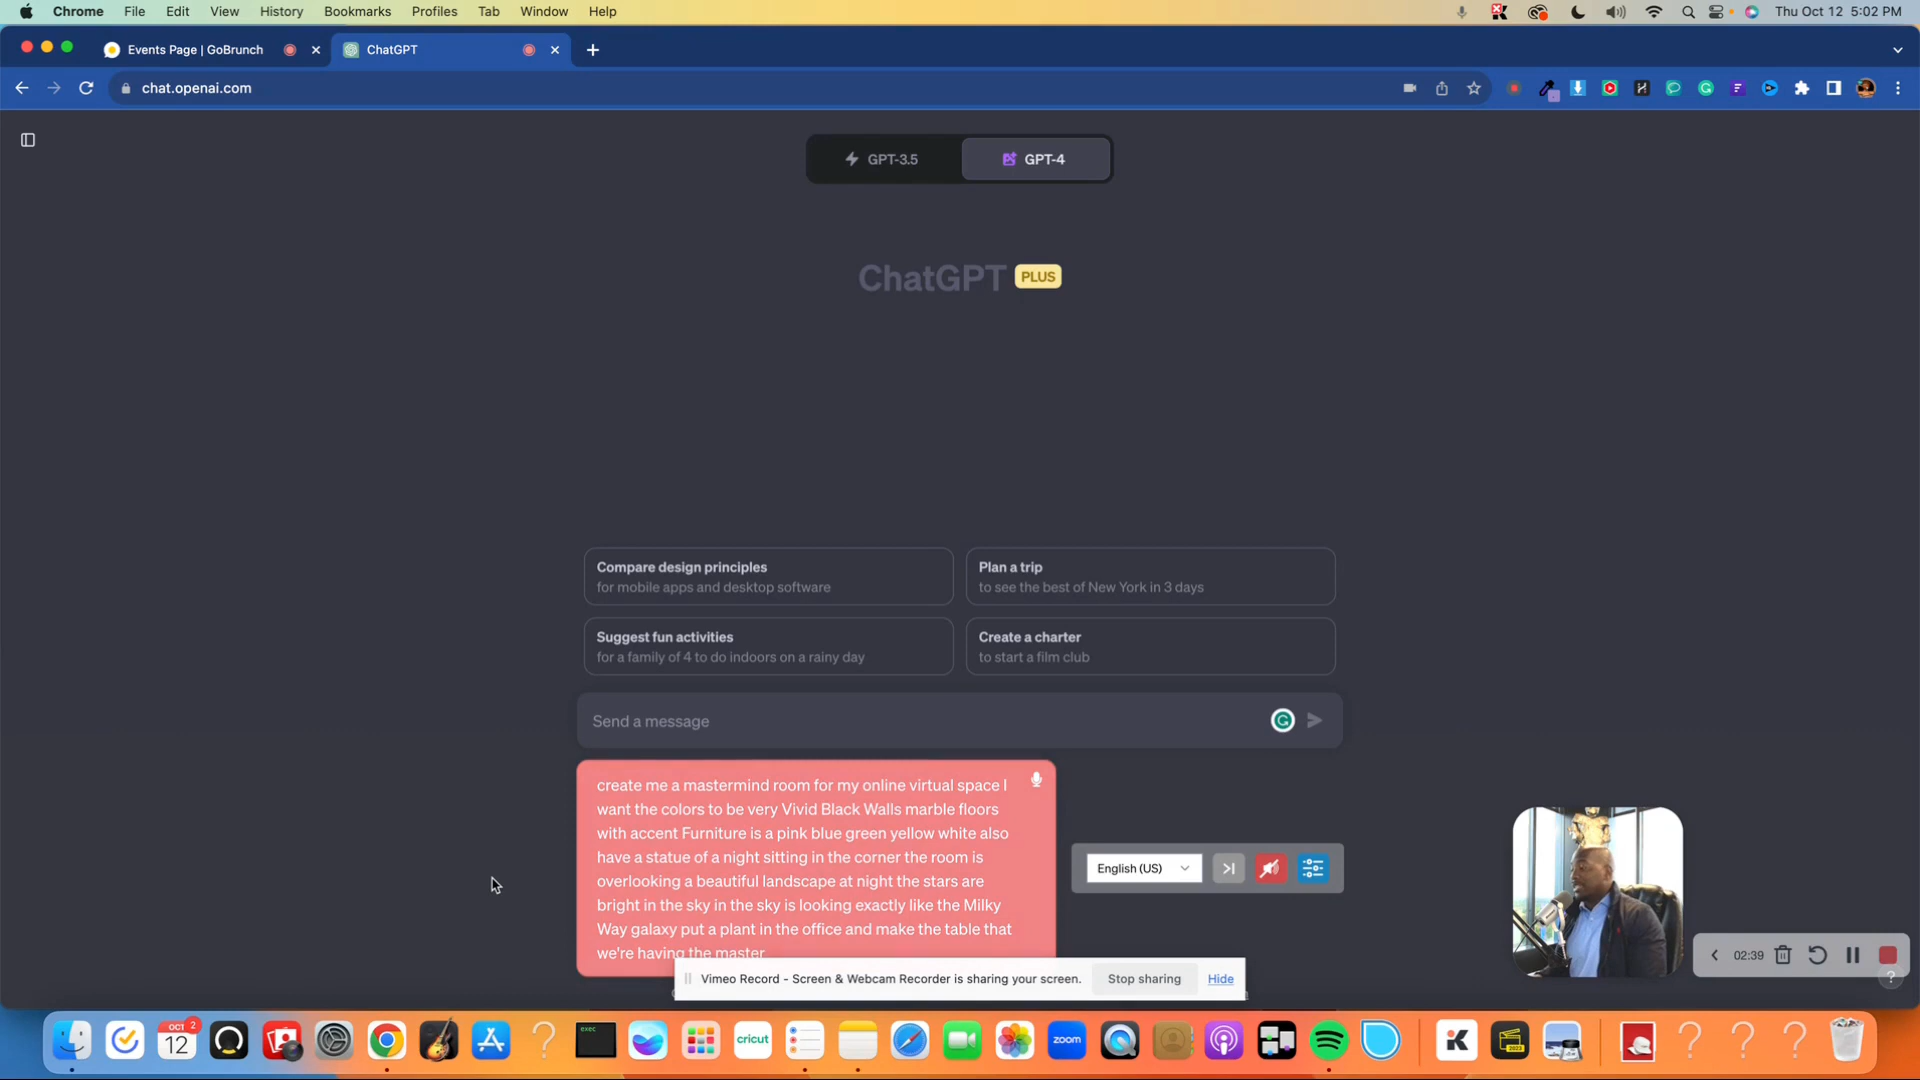 Chrome File Edit View History Bookmarks Profiles Tab Window Help Thu Oct 12 5:02 PM
Events Page | GoBrunch ChatGPT
chat.openai.com
GPT-3.5 GPT-4
ChatGPT PLUS
Compare design principles
for mobile apps and desktop software
Plan a trip
to see the best of New York in 3 days
Suggest fun activities
for a family of 4 to do indoors on a rainy day
Create a charter
to start a film club
Send a message
create me a mastermind room for my online virtual space I
want the colors to be very Vivid Black Walls marble floors
with accent Furniture is a pink blue green yellow white also
have a statue of a night sitting in the corner the room is
overlooking a beautiful landscape at night the stars are
bright in the sky in the sky is looking exactly like the Milky
Way galaxy put a plant in the office and make the table that
we're having the master
English (US)
02:39
Vimeo Record - Screen & Webcam Recorder is sharing your screen. Stop sharing Hide
OCT 2
12
exec
cricut
zoom